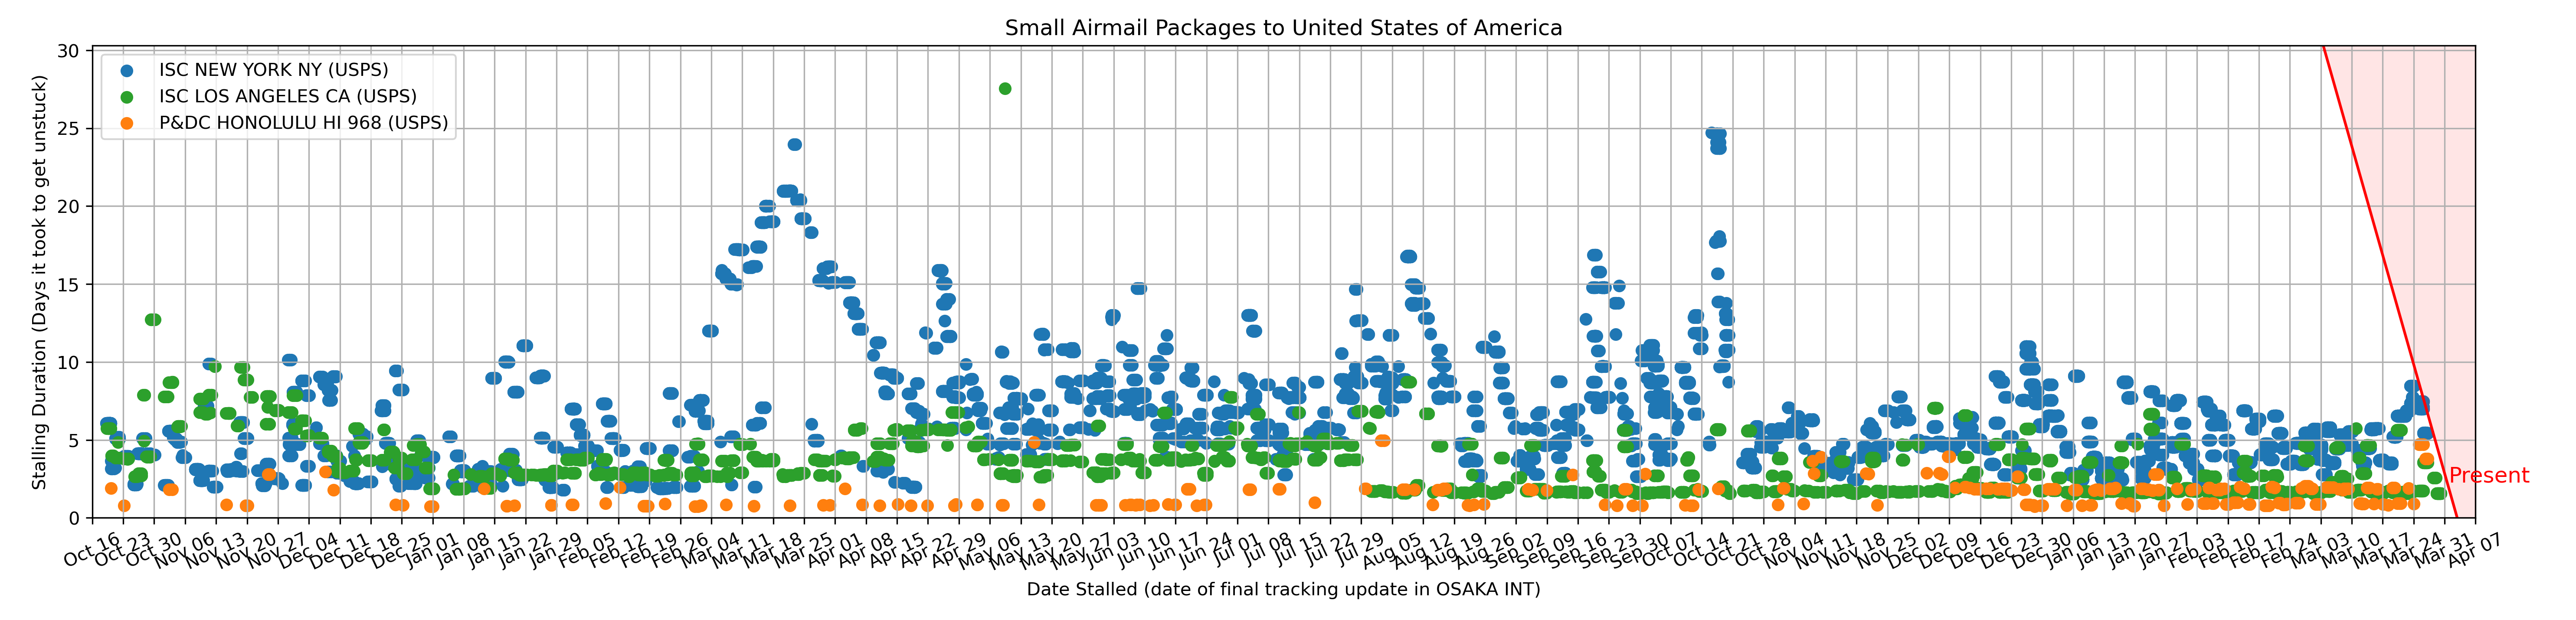 Small Airmail Packages to United States of America
30
25
20
15
10
5
0
Stalling Duration (Days it took to get unstuck)
ISC NEW YORK NY (USPS)
ISC LOS ANGELES CA (USPS)
P&DC HONOLULU HI 968 (USPS)
Present
Oct 16
Oct 23
Oct 30
Nov 06
Nov 13
Nov 20
Nov 27
Dec 04
Dec 11
Dec 18
Dec 25
Jan 01
Jan 08
Jan 15
Jan 22
Jan 29
Feb 05
Feb 12
Feb 19
Feb 26
Mar 04
Mar 11
Mar 18
Mar 25
Apr 01
Apr 08
Apr 15
Apr 22
Apr 29
May 06
May 13
May 20
May 27
Jun 03
Jun 10
Jun 17
Jun 24
Jul 01
Jul 08
Jul 15
Jul 22
Jul 29
Aug 05
Aug 12
Aug 19
Aug 26
Sep 02
Sep 09
Sep 16
Sep 23
Sep 30
Oct 07
Oct 14
Oct 21
Oct 28
Nov 04
Nov 11
Nov 18
Nov 25
Dec 02
Dec 09
Dec 16
Dec 23
Dec 30
Jan 06
Jan 13
Jan 20
Jan 27
Feb 03
Feb 10
Feb 17
Feb 24
Mar 03
Mar 10
Mar 17
Mar 24
Mar 31
Apr 07
Date Stalled (date of final tracking update in OSAKA INT)